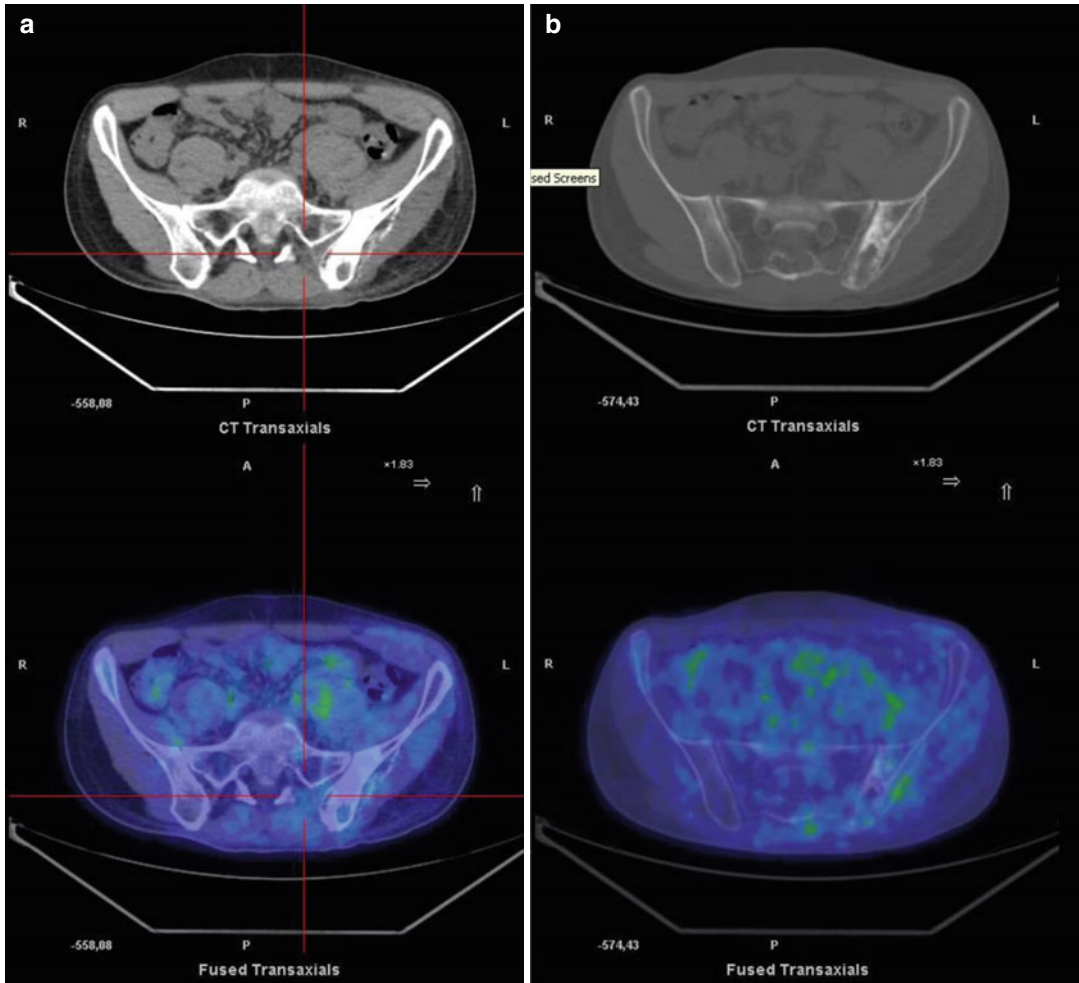 a
R
L
-558,08
P
CT Transaxials
A
×1.83
⇒
⇑
R
L
-558,08
P
Fused Transaxials
b
R
L
sed Screens
-574,43
P
CT Transaxials
A
×1.83
⇒
⇑
R
L
-574,43
P
Fused Transaxials